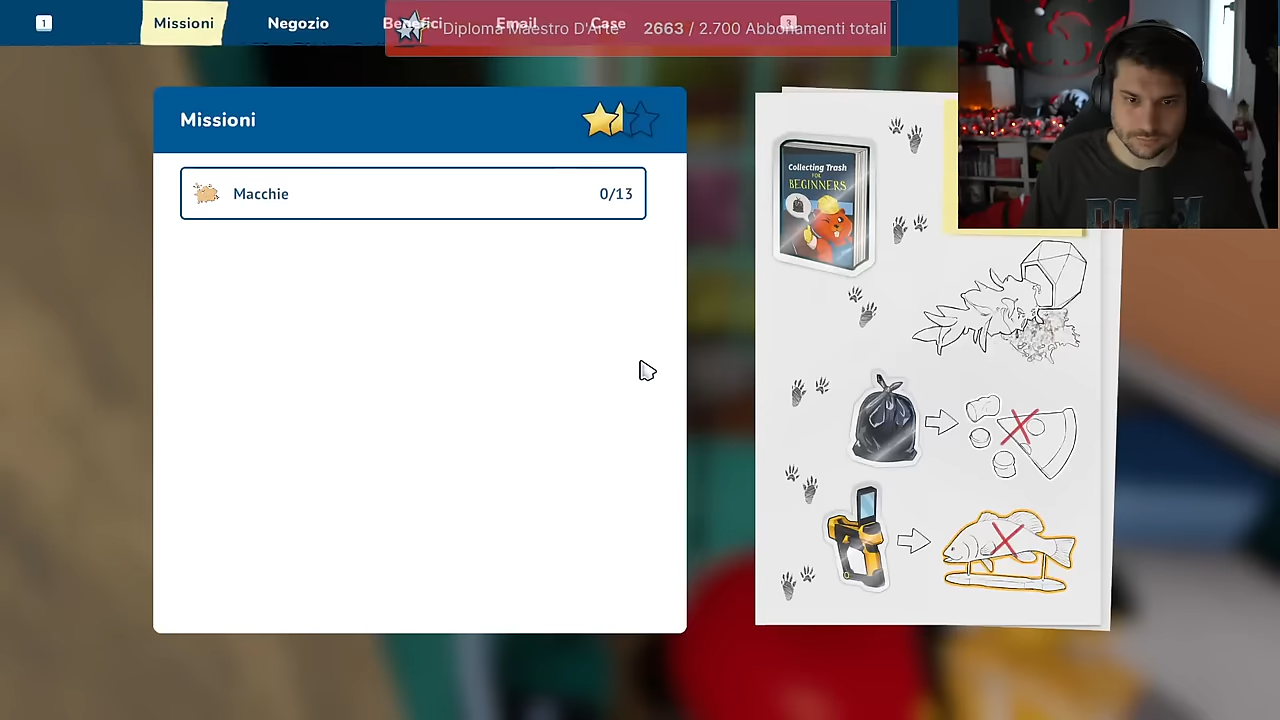 1 Missioni Negozio Benefici Email Case 3
Diploma Maestro D'Arte 2663 / 2.700 Abbonamenti totali
Missioni
Macchie 0/13
Collecting Trash
FOR
BEGINNERS